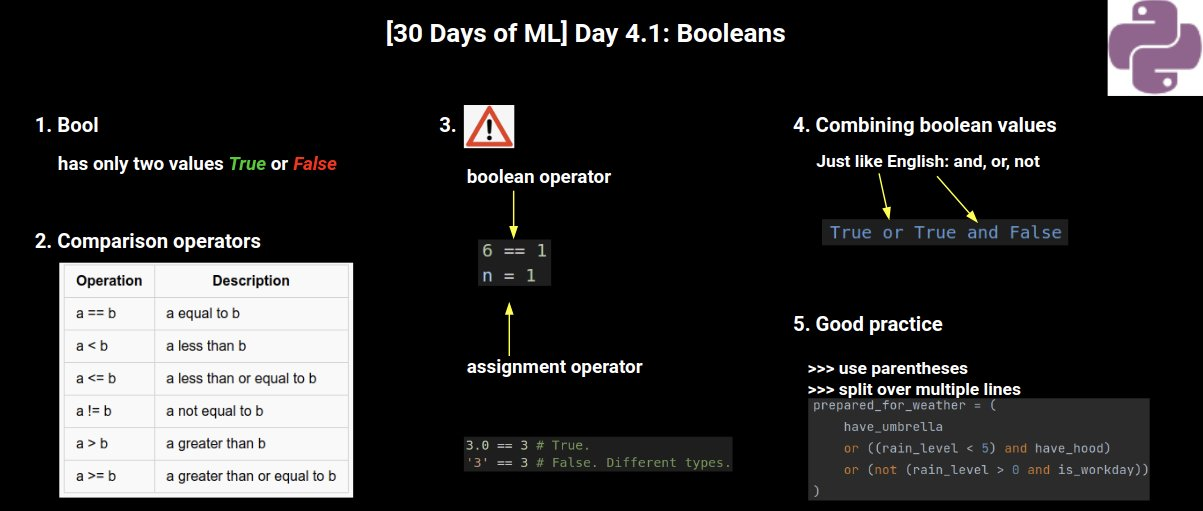 [30 Days of ML] Day 4.1: Booleans
1. Bool
has only two values True or False
2. Comparison operators
Operation Description
a == b a equal to b
a < b a less than b
a <= b a less than or equal to b
a != b a not equal to b
a > b a greater than b
a >= b a greater than or equal to b
3.
boolean operator
6 == 1
n = 1
assignment operator
3.0 == 3 # True.
'3' == 3 # False. Different types.
4. Combining boolean values
Just like English: and, or, not
True or True and False
5. Good practice
>>> use parentheses
>>> split over multiple lines
prepared_for_weather = (
have_umbrella
or ((rain_level < 5) and have_hood)
or (not (rain_level > 0 and is_workday))
)